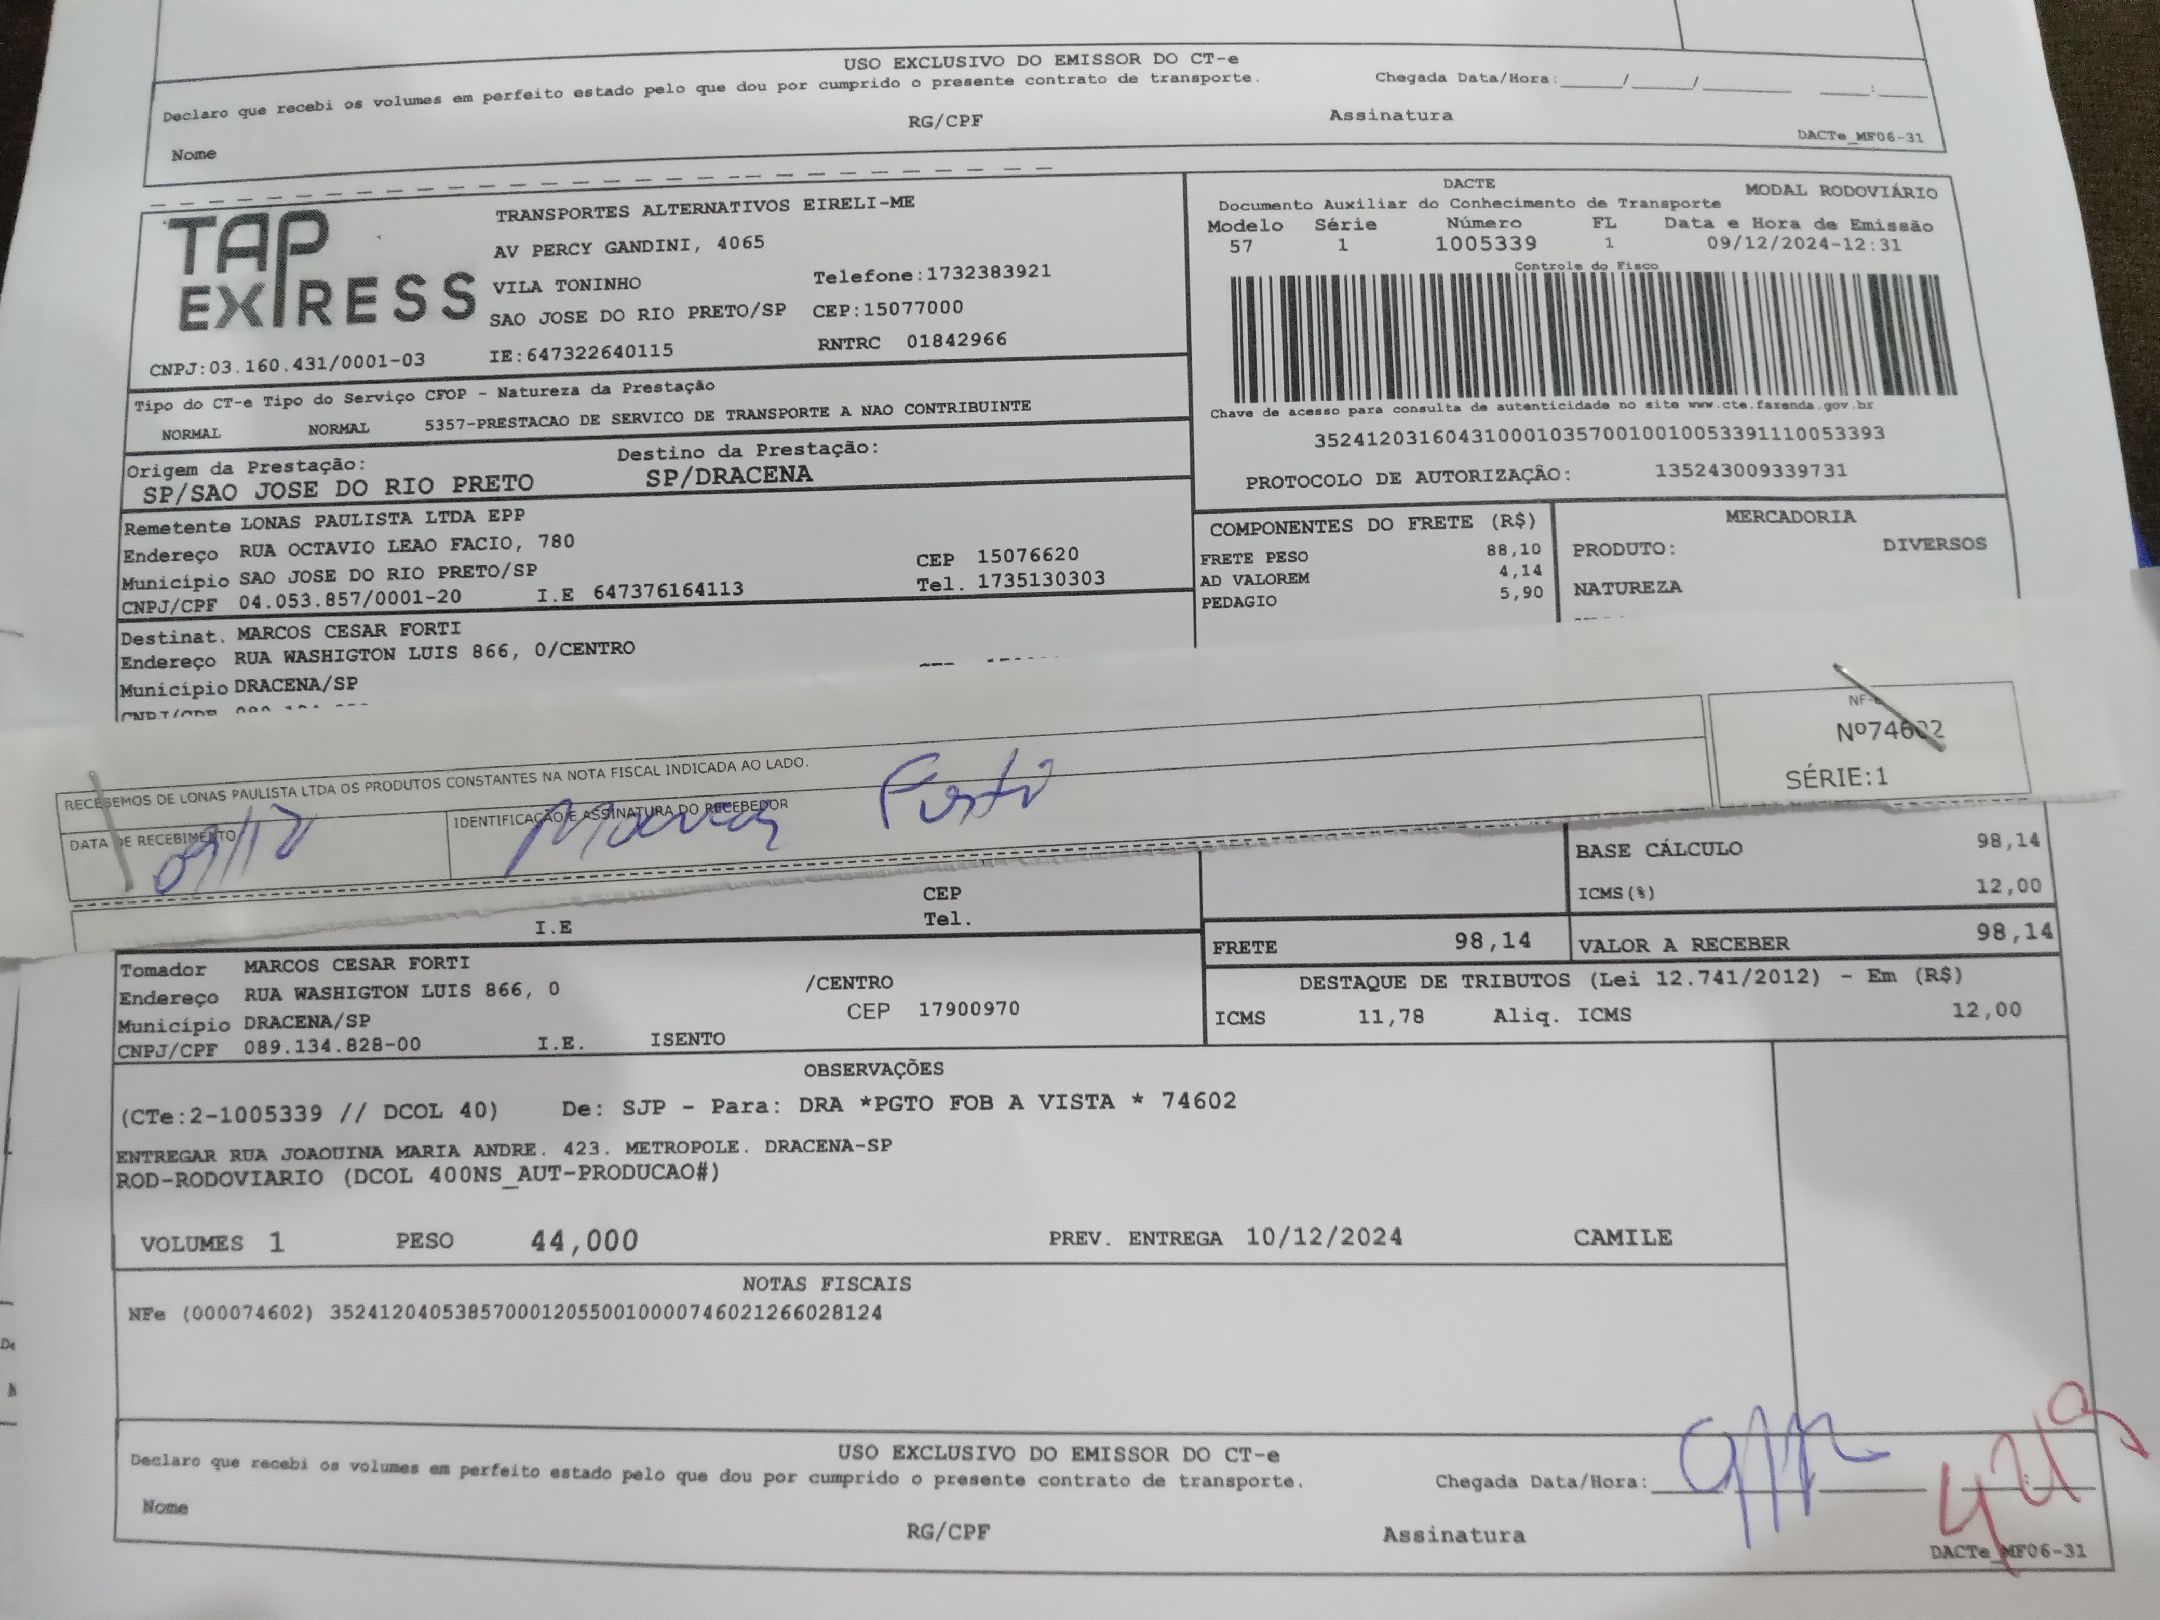 USO EXCLUSIVO DO EMISSOR DO CT-e
Declaro que recebi os volumes em perfeito estado pelo que dou por cumprido o presente contrato de transporte. Chegada Data/Hora:____/____/______ ____:____
Nome RG/CPF Assinatura
DACTe_MF06-31
TAP EXPRESS
TRANSPORTES ALTERNATIVOS EIRELI-ME
AV PERCY GANDINI, 4065
VILA TONINHO Telefone:1732383921
SAO JOSE DO RIO PRETO/SP CEP:15077000
CNPJ:03.160.431/0001-03 IE:647322640115 RNTRC 01842966
DACTE MODAL RODOVIÁRIO
Documento Auxiliar do Conhecimento de Transporte
Modelo Série Número FL Data e Hora de Emissão
57 1 1005339 1 09/12/2024-12:31
Controle do Fisco
Chave de acesso para consulta de autenticidade no site www.cte.fazenda.gov.br
35241203160431000103570010010053391110053393
PROTOCOLO DE AUTORIZAÇÃO: 135243009339731
Tipo do CT-e Tipo do Serviço CFOP - Natureza da Prestação
NORMAL NORMAL 5357-PRESTACAO DE SERVICO DE TRANSPORTE A NAO CONTRIBUINTE
Origem da Prestação: Destino da Prestação:
SP/SAO JOSE DO RIO PRETO SP/DRACENA
Remetente LONAS PAULISTA LTDA EPP
Endereço RUA OCTAVIO LEAO FACIO, 780 CEP 15076620
Município SAO JOSE DO RIO PRETO/SP Tel. 1735130303
CNPJ/CPF 04.053.857/0001-20 I.E 647376164113
COMPONENTES DO FRETE (R$)
FRETE PESO 88,10
AD VALOREM 4,14
PEDAGIO 5,90
MERCADORIA
PRODUTO: DIVERSOS
NATUREZA
Destinat. MARCOS CESAR FORTI
Endereço RUA WASHIGTON LUIS 866, 0/CENTRO
Município DRACENA/SP
CNPJ/CPF
RECEBEMOS DE LONAS PAULISTA LTDA OS PRODUTOS CONSTANTES NA NOTA FISCAL INDICADA AO LADO.
DATA DE RECEBIMENTO IDENTIFICAÇÃO E ASSINATURA DO RECEBEDOR
09/12 Marcos Forti
Nº74602
SÉRIE:1
BASE CÁLCULO 98,14
ICMS(%) 12,00
CEP
I.E Tel.
FRETE 98,14 VALOR A RECEBER 98,14
Tomador MARCOS CESAR FORTI
Endereço RUA WASHIGTON LUIS 866, 0 /CENTRO
Município DRACENA/SP CEP 17900970
CNPJ/CPF 089.134.828-00 I.E. ISENTO
DESTAQUE DE TRIBUTOS (Lei 12.741/2012) - Em (R$)
ICMS 11,78 Aliq. ICMS 12,00
OBSERVAÇÕES
(CTe:2-1005339 // DCOL 40) De: SJP - Para: DRA *PGTO FOB A VISTA * 74602
ENTREGAR RUA JOAQUINA MARIA ANDRE. 423. METROPOLE. DRACENA-SP
ROD-RODOVIARIO (DCOL 400NS_AUT-PRODUCAO#)
VOLUMES 1 PESO 44,000 PREV. ENTREGA 10/12/2024 CAMILE
NOTAS FISCAIS
NFe (000074602) 35241204053857000120550010000746021266028124
USO EXCLUSIVO DO EMISSOR DO CT-e
Declaro que recebi os volumes em perfeito estado pelo que dou por cumprido o presente contrato de transporte. Chegada Data/Hora:
Nome RG/CPF Assinatura
DACTe_MF06-31